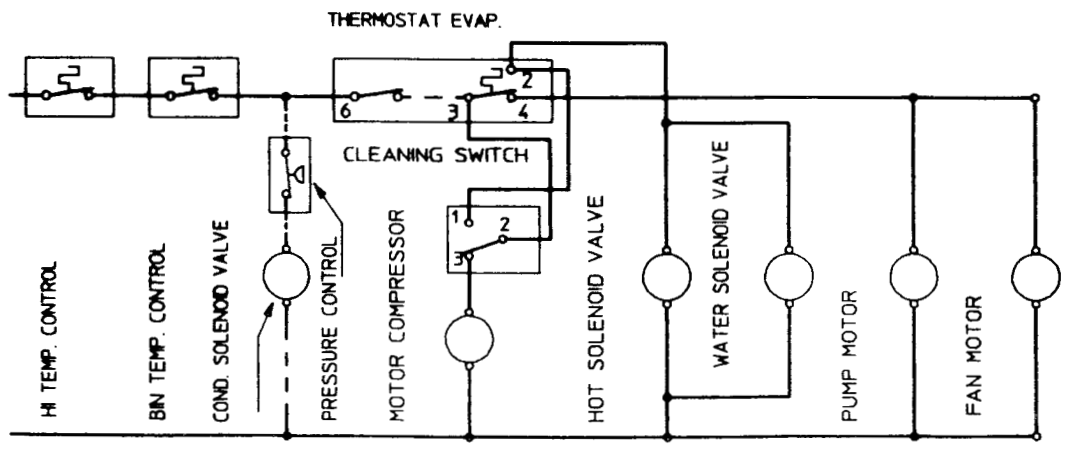 THERMOSTAT EVAP.
2
6
3
4
CLEANING SWITCH
1
2
3
HI TEMP. CONTROL
BIN TEMP. CONTROL
COND. SOLENOID VALVE
PRESSURE CONTROL
MOTOR COMPRESSOR
HOT SOLENOID VALVE
WATER SOLENOID VALVE
PUMP MOTOR
FAN MOTOR